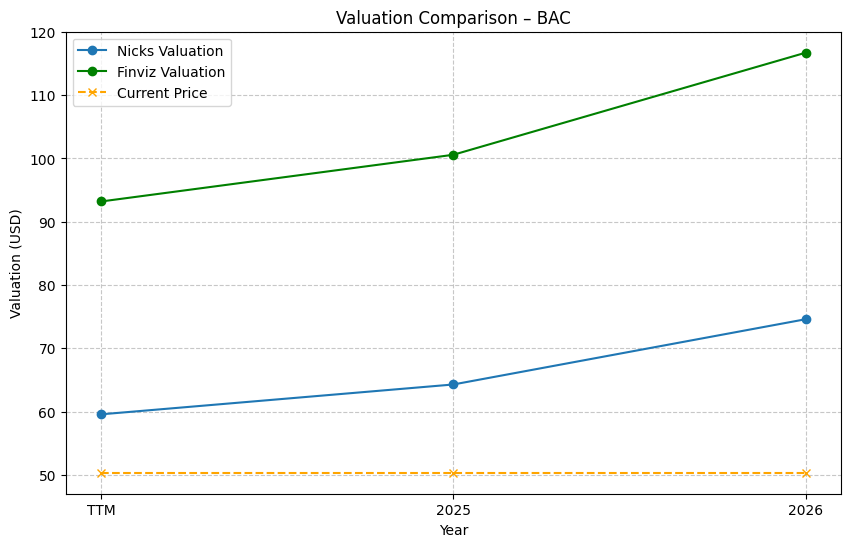 Valuation Comparison – BAC
Nicks Valuation
Finviz Valuation
Current Price
Valuation (USD)
120
110
100
90
80
70
60
50
TTM
2025
2026
Year